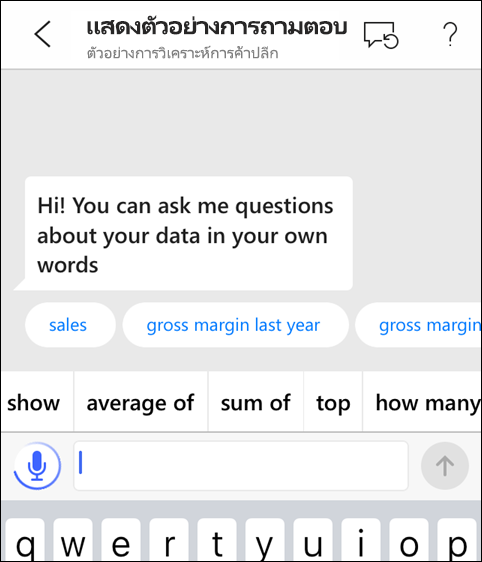 แสดงตัวอย่างการถามตอบ
ตัวอย่างการวิเคราะห์การค้าปลีก
?
Hi! You can ask me questions
about your data in your own
words
sales gross margin last year gross margin
show average of sum of top how many
q w e r t y u i o p